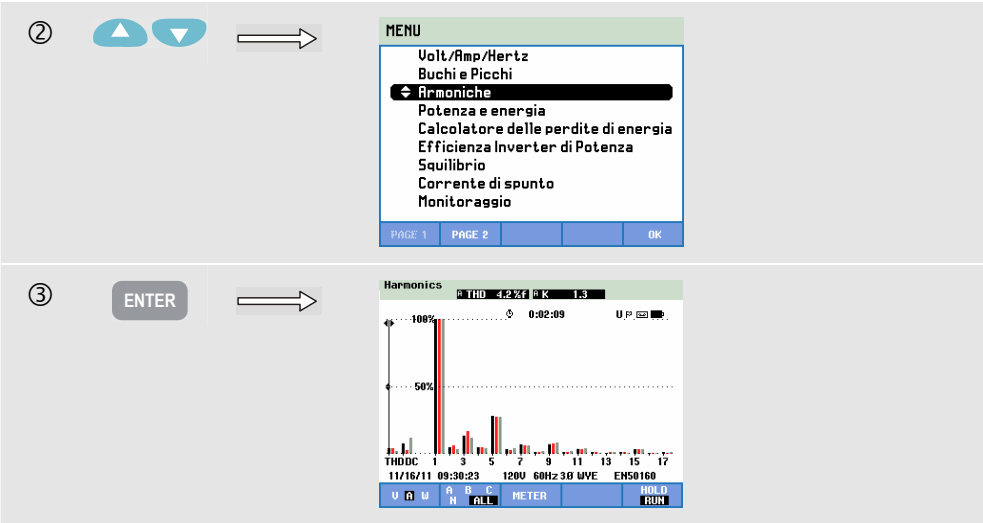 ②
MENU
Volt/Amp/Hertz
Buchi e Picchi
Armoniche
Potenza e energia
Calcolatore delle perdite di energia
Efficienza Inverter di Potenza
Squilibrio
Corrente di spunto
Monitoraggio
PAGE 1 PAGE 2 OK
③
ENTER
Harmonics
A THD 4.2%f A K 1.3
0:02:09 U
100%
50%
THDDC 1 3 5 7 9 11 13 15 17
11/16/11 09:30:23 120V 60Hz 3Ø WYE EN50160
V A W A B C N ALL METER HOLD RUN